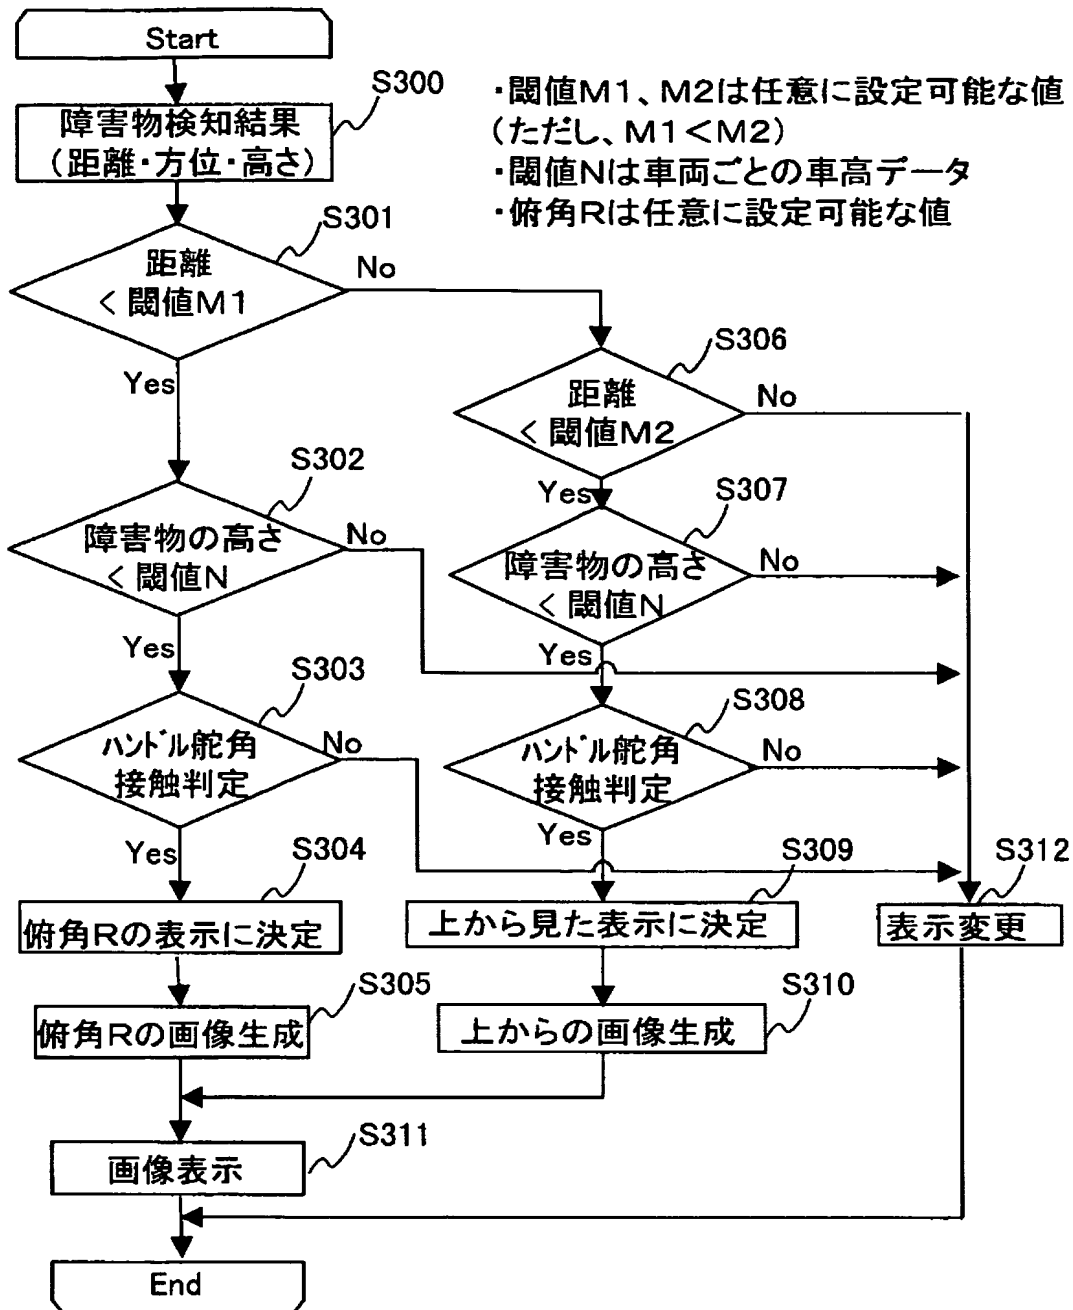 Start
S300
障害物検知結果
(距離・方位・高さ)
・閾値M1、M2は任意に設定可能な値
(ただし、M1<M2)
・閾値Nは車両ごとの車高データ
・俯角Rは任意に設定可能な値
S301
距離
<閾値M1
No
Yes
S306
距離
<閾値M2
No
Yes
S302
障害物の高さ
<閾値N
No
Yes
S307
障害物の高さ
<閾値N
No
Yes
S303
ハンドル舵角
接触判定
No
Yes
S308
ハンドル舵角
接触判定
No
Yes
S304
俯角Rの表示に決定
S309
上から見た表示に決定
S312
表示変更
S305
俯角Rの画像生成
S310
上からの画像生成
S311
画像表示
End